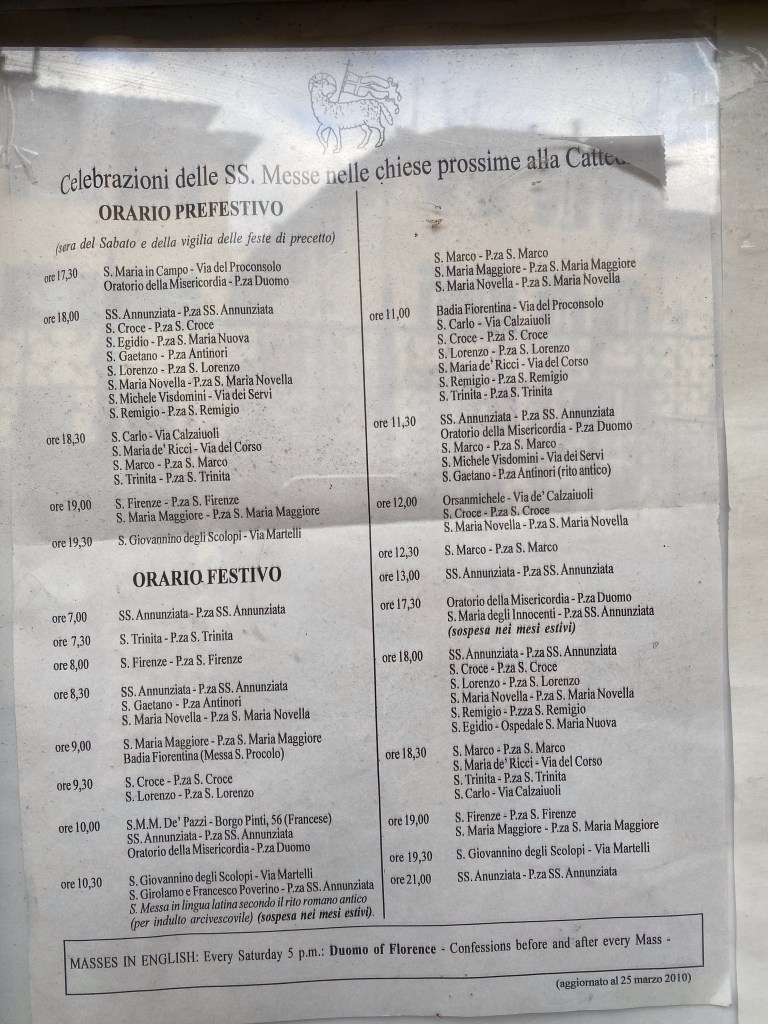 Celebrazioni delle SS. Messe nelle chiese prossime alla
ORARIO PREFESTIVO
(sera del Sabato e della vigilia delle feste di precetto)
ore 17,30 S. Maria in Campo - Via del Proconsolo
Oratorio della Misericordia - P.za Duomo
ore 18,00 SS. Annunziata - P.za SS. Annunziata
S. Croce - P.za S. Croce
S. Egidio - P.za S. Maria Nuova
S. Gaetano - P.za Antinori
S. Lorenzo - P.za S. Lorenzo
S. Maria Novella - P.za S. Maria Novella
S. Michele Visdomini - Via dei Servi
S. Remigio - P.za S. Remigio
ore 18,30 S. Carlo - Via Calzaiuoli
S. Maria de' Ricci - Via del Corso
S. Marco - P.za S. Marco
S. Trinita - P.za S. Trinita
ore 19,00 S. Firenze - P.za S. Firenze
S. Maria Maggiore - P.za S. Maria Maggiore
ore 19,30 S. Giovannino degli Scolopi - Via Martelli
ORARIO FESTIVO
ore 7,00 SS. Annunziata - P.za SS. Annunziata
ore 7,30 S. Trinita - P.za S. Trinita
ore 8,00 S. Firenze - P.za S. Firenze
ore 8,30 SS. Annunziata - P.za SS. Annunziata
S. Gaetano - P.za Antinori
S. Maria Novella - P.za S. Maria Novella
ore 9,00 S. Maria Maggiore - P.za S. Maria Maggiore
Badia Fiorentina (Messa S. Procolo)
ore 9,30 S. Croce - P.za S. Croce
S. Lorenzo - P.za S. Lorenzo
ore 10,00 S.M.M. De' Pazzi - Borgo Pinti, 56 (Francese)
SS. Annunziata - P.za SS. Annunziata
Oratorio della Misericordia - P.za Duomo
ore 10,30 S. Giovannino degli Scolopi - Via Martelli
S. Girolamo e Francesco Poverino - P.za SS. Annunziata
S. Messa in lingua latina secondo il rito romano antico
(per indulto arcivescovile) (sospesa nei mesi estivi).
S. Marco - P.za S. Marco
S. Maria Maggiore - P.za S. Maria Maggiore
S. Maria Novella - P.za S. Maria Novella
ore 11,00 Badia Fiorentina - Via del Proconsolo
S. Carlo - Via Calzaiuoli
S. Croce - P.za S. Croce
S. Lorenzo - P.za S. Lorenzo
S. Maria de' Ricci - Via del Corso
S. Remigio - P.za S. Remigio
S. Trinita - P.za S. Trinita
ore 11,30 SS. Annunziata - P.za SS. Annunziata
Oratorio della Misericordia - P.za Duomo
S. Marco - P.za S. Marco
S. Michele Visdomini - Via dei Servi
S. Gaetano - P.za Antinori (rito antico)
ore 12,00 Orsanmichele - Via de' Calzaiuoli
S. Croce - P.za S. Croce
S. Maria Novella - P.za S. Maria Novella
ore 12,30 S. Marco - P.za S. Marco
ore 13,00 SS. Annunziata - P.za SS. Annunziata
ore 17,30 Oratorio della Misericordia - P.za Duomo
S. Maria degli Innocenti - P.za SS. Annunziata
(sospesa nei mesi estivi)
ore 18,00 SS. Annunziata - P.za SS. Annunziata
S. Croce - P.za S. Croce
S. Lorenzo - P.za S. Lorenzo
S. Maria Novella - P.za S. Maria Novella
S. Remigio - P.zza S. Remigio
S. Egidio - Ospedale S. Maria Nuova
ore 18,30 S. Marco - P.za S. Marco
S. Maria de' Ricci - Via del Corso
S. Trinita - P.za S. Trinita
S. Carlo - Via Calzaiuoli
ore 19,00 S. Firenze - P.za S. Firenze
S. Maria Maggiore - P.za S. Maria Maggiore
ore 19,30 S. Giovannino degli Scolopi - Via Martelli
ore 21,00 SS. Anunziata - P.za SS. Annunziata
MASSES IN ENGLISH: Every Saturday 5 p.m.: Duomo of Florence - Confessions before and after every Mass -
(aggiornato al 25 marzo 2010)